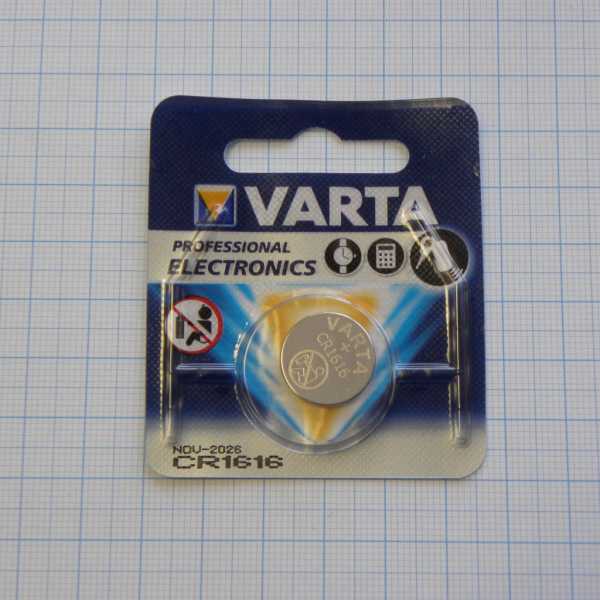 VARTA
PROFESSIONAL
ELECTRONICS
VARTA
+
CR1616
NOV-2026
CR1616